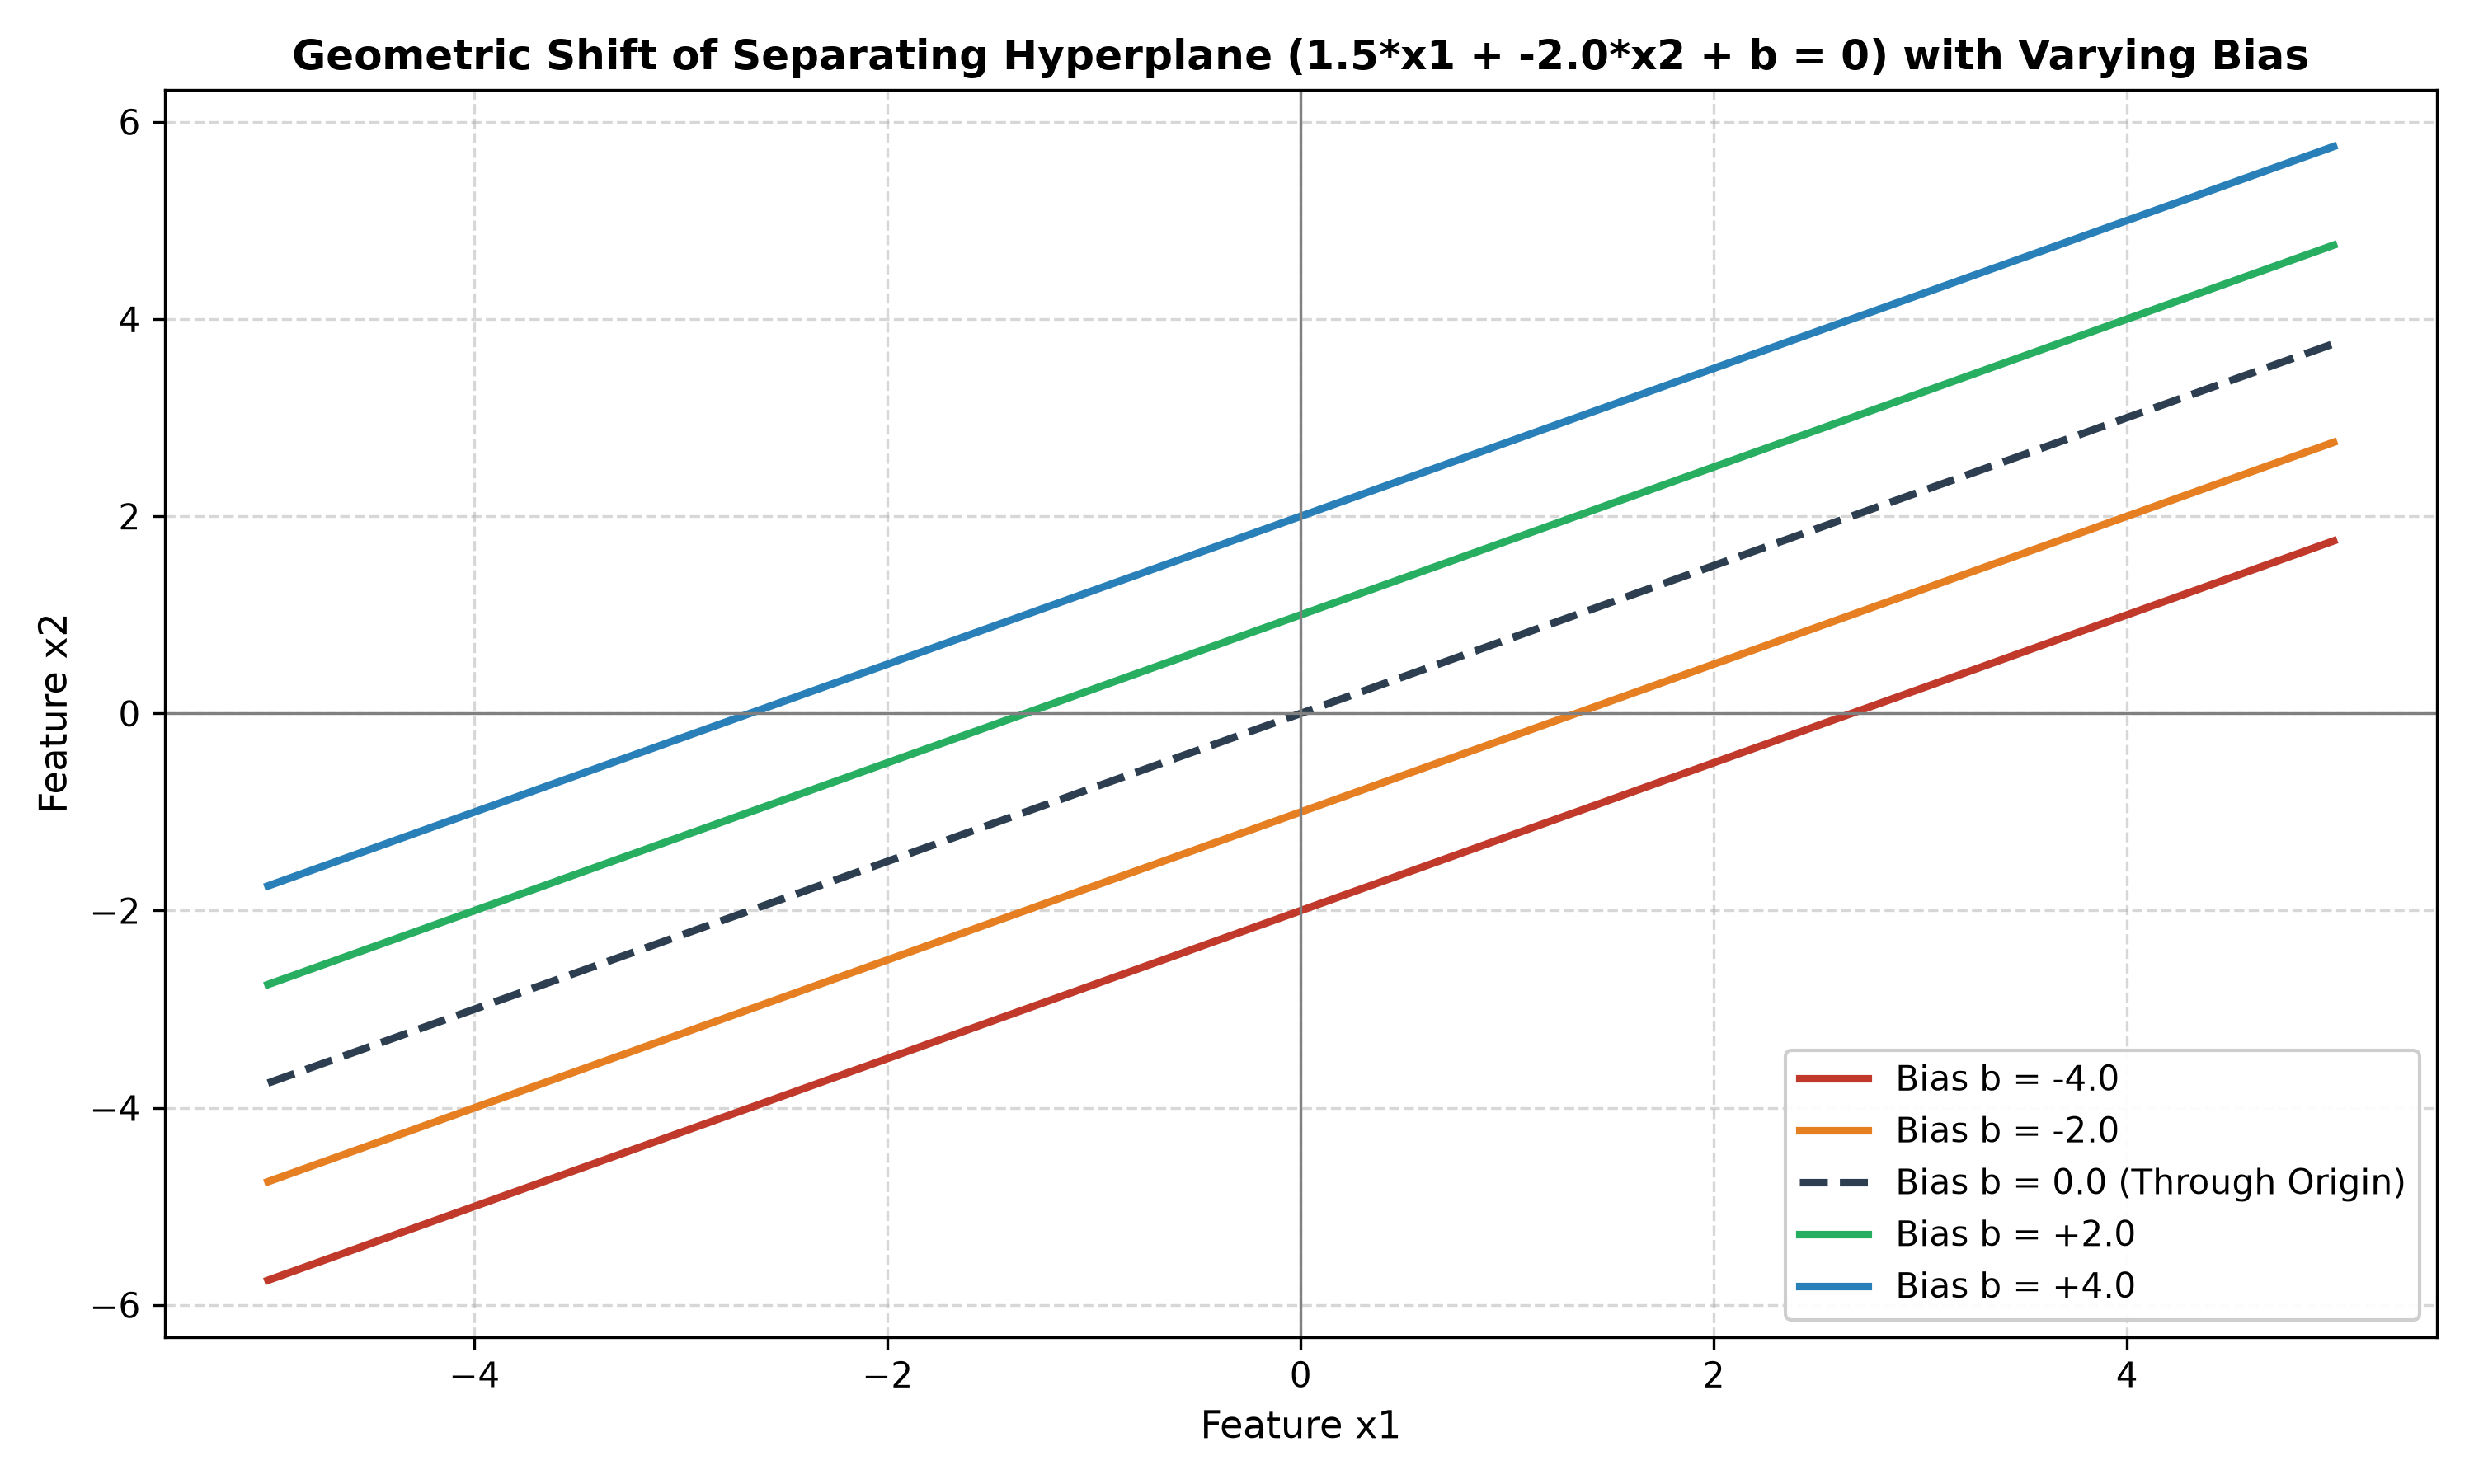 Geometric Shift of Separating Hyperplane (1.5*x1 + -2.0*x2 + b = 0) with Varying Bias
6
4
2
0
−2
−4
−6
Feature x2
Bias b = -4.0
Bias b = -2.0
Bias b = 0.0 (Through Origin)
Bias b = +2.0
Bias b = +4.0
−4
−2
0
2
4
Feature x1